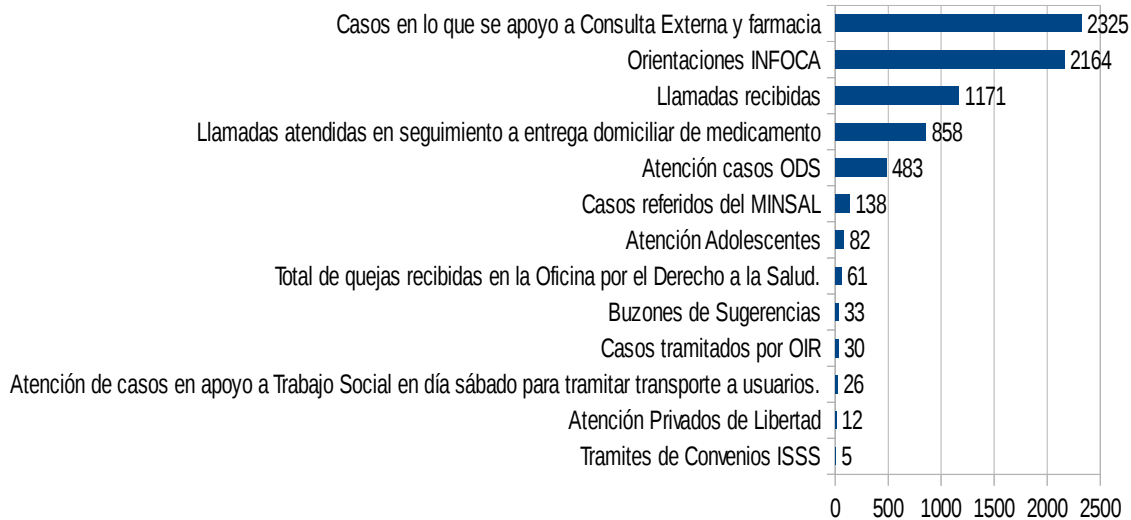 Casos en lo que se apoyo a Consulta Externa y farmacia 2325
Orientaciones INFOCA 2164
Llamadas recibidas 1171
Llamadas atendidas en seguimiento a entrega domiciliar de medicamento 858
Atención casos ODS 483
Casos referidos del MINSAL 138
Atención Adolescentes 82
Total de quejas recibidas en la Oficina por el Derecho a la Salud. 61
Buzones de Sugerencias 33
Casos tramitados por OIR 30
Atención de casos en apoyo a Trabajo Social en día sábado para tramitar transporte a usuarios. 26
Atención Privados de Libertad 12
Tramites de Convenios ISSS 5
0 500 1000 1500 2000 2500